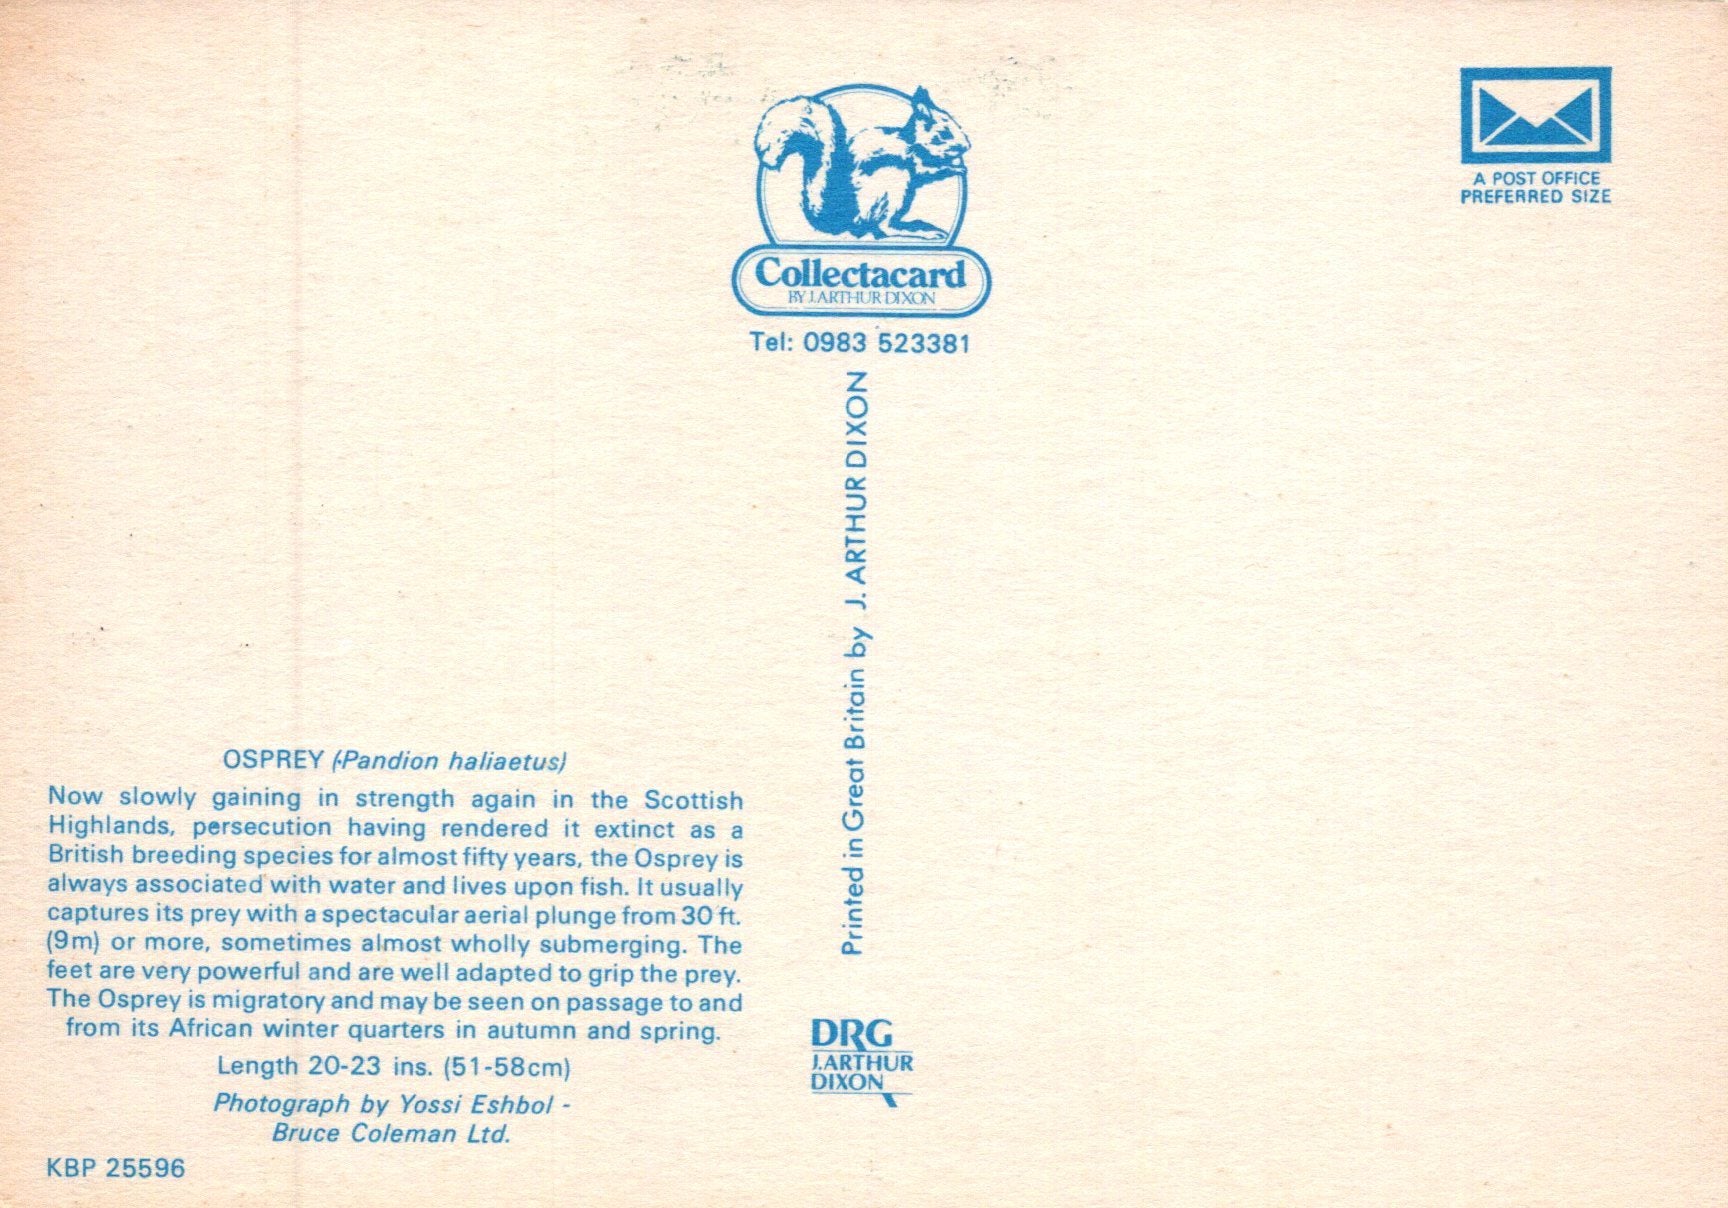 Collectacard
BY J. ARTHUR DIXON
Tel: 0983 523381
A POST OFFICE
PREFERRED SIZE
Printed in Great Britain by J. ARTHUR DIXON
OSPREY (Pandion haliaetus)
Now slowly gaining in strength again in the Scottish
Highlands, persecution having rendered it extinct as a
British breeding species for almost fifty years, the Osprey is
always associated with water and lives upon fish. It usually
captures its prey with a spectacular aerial plunge from 30 ft.
(9m) or more, sometimes almost wholly submerging. The
feet are very powerful and are well adapted to grip the prey.
The Osprey is migratory and may be seen on passage to and
from its African winter quarters in autumn and spring.
Length 20-23 ins. (51-58cm)
Photograph by Yossi Eshbol -
Bruce Coleman Ltd.
KBP 25596
DRG
J.ARTHUR
DIXON